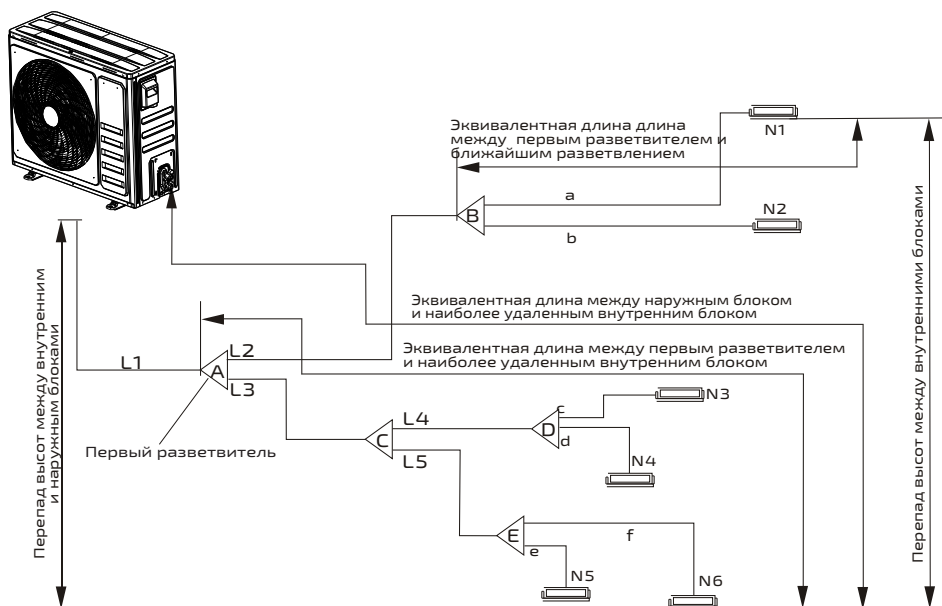 Эквивалентная длина длина
между первым разветвителем и
ближайшим разветвлением
N1
a
B
N2
b
Эквивалентная длина между наружным блоком
и наиболее удаленным внутренним блоком
Эквивалентная длина между первым разветвителем
и наиболее удаленным внутренним блоком
L1
L2
A
L3
Первый разветвитель
N3
c
L4
D
C
d
L5
N4
E
f
e
N5
N6
Перепад высот между внутренним
и наружным блоками
Перепад высот между внутренними блоками